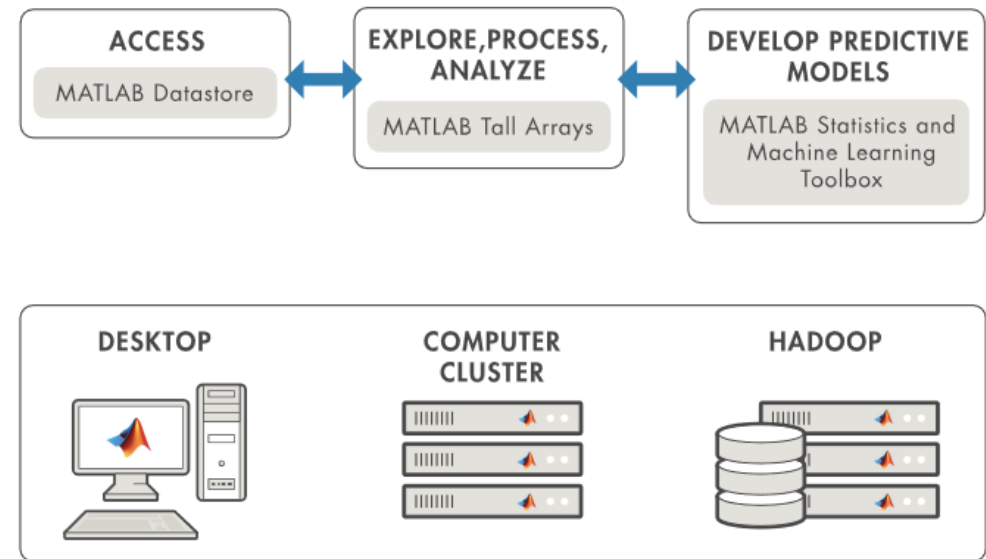 ACCESS
MATLAB Datastore
EXPLORE,PROCESS,
ANALYZE
MATLAB Tall Arrays
DEVELOP PREDICTIVE
MODELS
MATLAB Statistics and
Machine Learning
Toolbox
DESKTOP
COMPUTER
CLUSTER
HADOOP